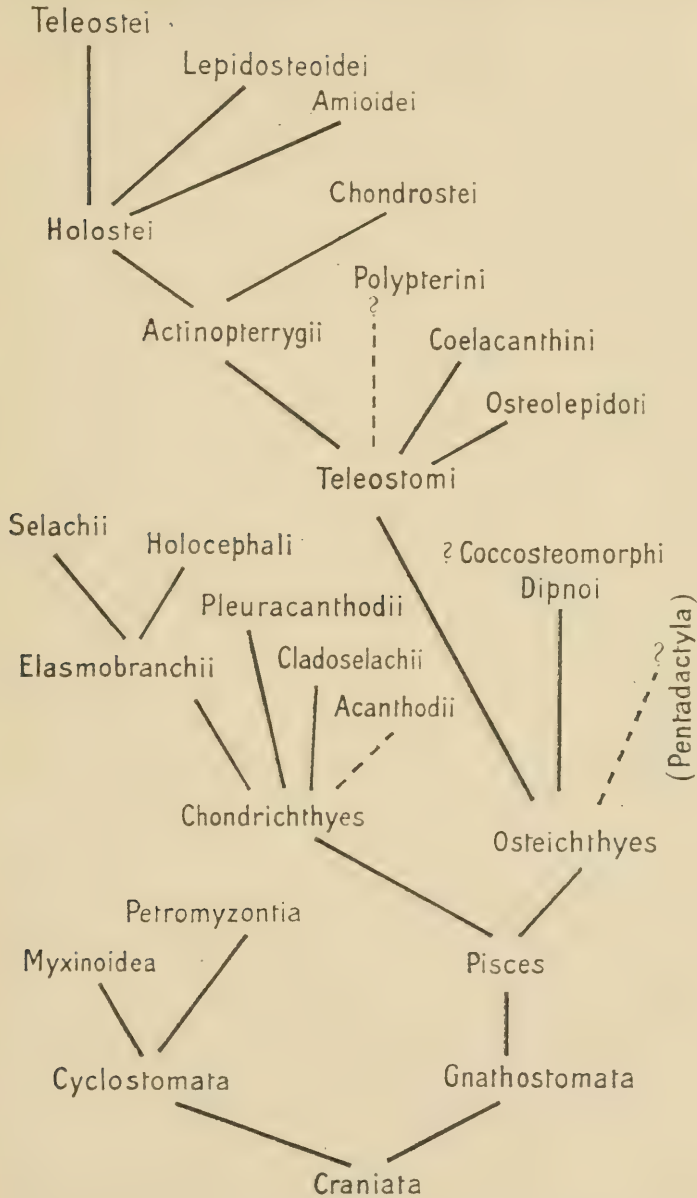 Teleostei
Lepidosteoidei
Amioidei
Chondrostei
Holostei
Polypterini
?
Actinopterrygii
Coelacanthini
Osteolepidoti
Teleostomi
Selachii
Holocephali
? Coccosteomorphi
Dipnoi
Pleuracanthodii
(Pentadactyla)
?
Elasmobranchii
Cladoselachii
Acanthodii
Chondrichthyes
Osteichthyes
Petromyzontia
Myxinoidea
Pisces
Cyclostomata
Gnathostomata
Craniata